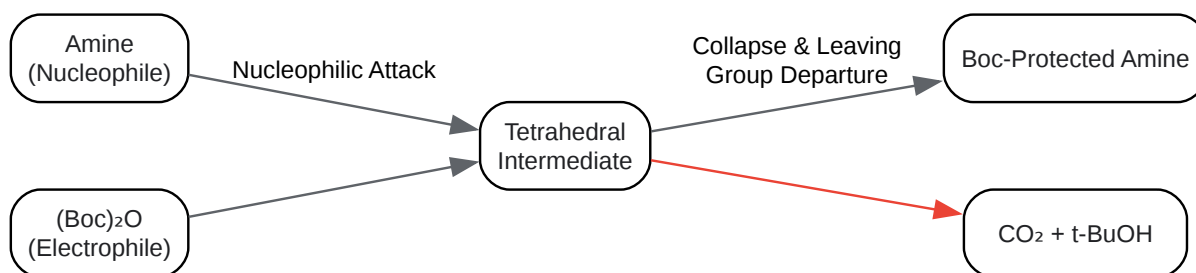 Amine
(Nucleophile)
Nucleophilic Attack
Collapse & Leaving
Group Departure
Boc-Protected Amine
Tetrahedral
Intermediate
(Boc)₂O
(Electrophile)
CO₂ + t-BuOH